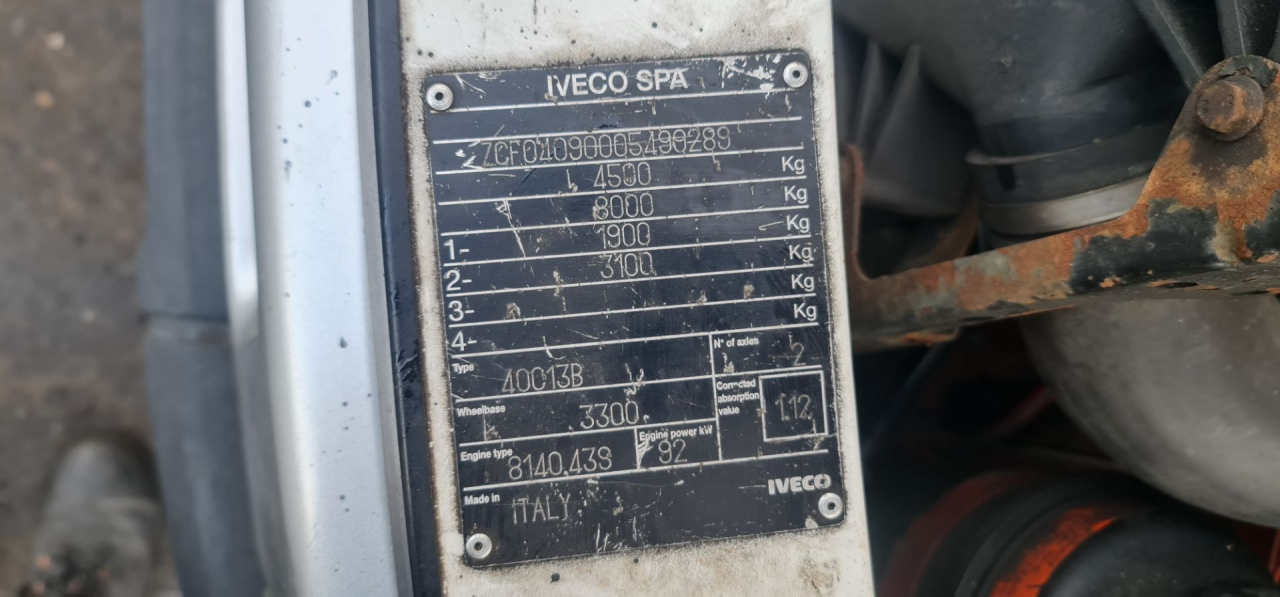 IVECO SPA
ZCF04090005490289
4500 Kg
8000 Kg
1- 1900 Kg
2- 3100 Kg
3- Kg
4- Kg
Type 40C13B
N° of axles 2
Wheelbase 3300
Corrected absorption value 1.12
Engine type 8140.43S
Engine power kW 92
Made in ITALY
IVECO